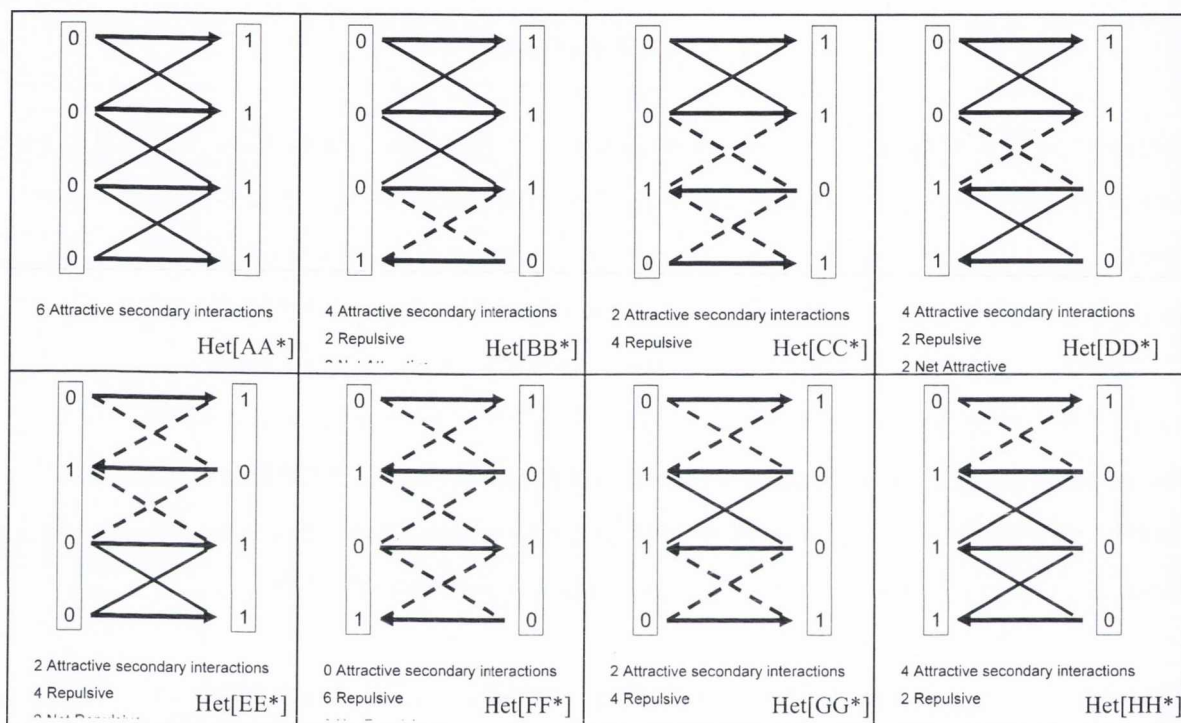 0 1
0 1
0 1
0 1
6 Attractive secondary interactions
Het[AA*]
0 1
0 1
0 1
1 0
4 Attractive secondary interactions
2 Repulsive
Het[BB*]
0 1
0 1
1 0
0 1
2 Attractive secondary interactions
4 Repulsive
Het[CC*]
0 1
0 1
1 0
1 0
4 Attractive secondary interactions
2 Repulsive
Het[DD*]
2 Net Attractive
0 1
1 0
0 1
0 1
2 Attractive secondary interactions
4 Repulsive
Het[EE*]
0 1
1 0
0 1
1 0
0 Attractive secondary interactions
6 Repulsive
Het[FF*]
0 1
1 0
1 0
0 1
2 Attractive secondary interactions
4 Repulsive
Het[GG*]
0 1
1 0
1 0
1 0
4 Attractive secondary interactions
2 Repulsive
Het[HH*]